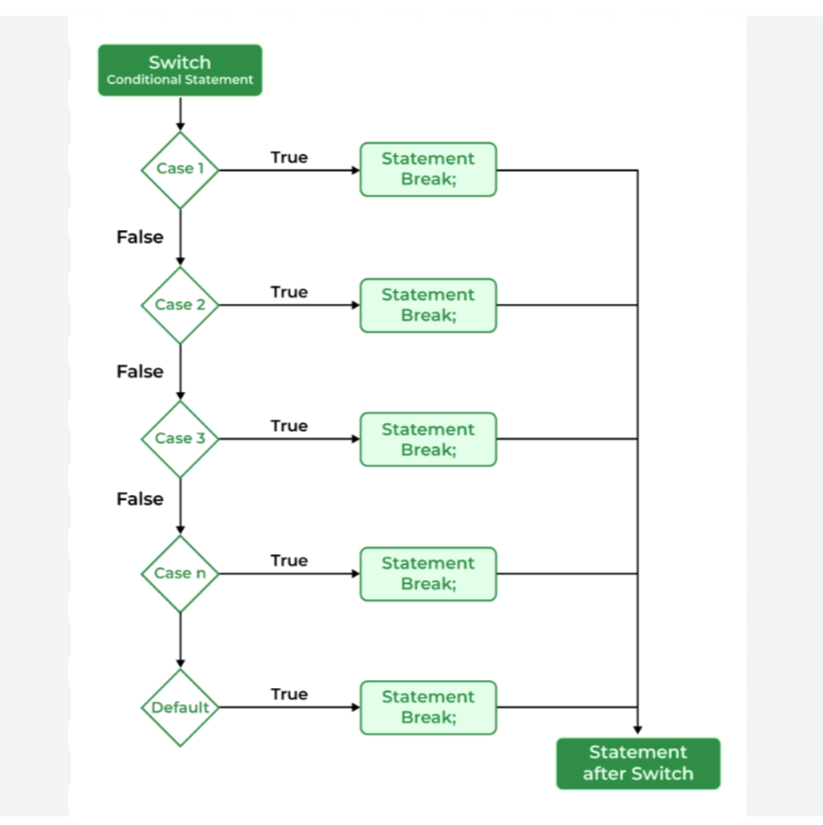 Switch
Conditional Statement
Case 1
True
Statement
Break;
False
Case 2
True
Statement
Break;
False
Case 3
True
Statement
Break;
False
Case n
True
Statement
Break;
Default
True
Statement
Break;
Statement
after Switch